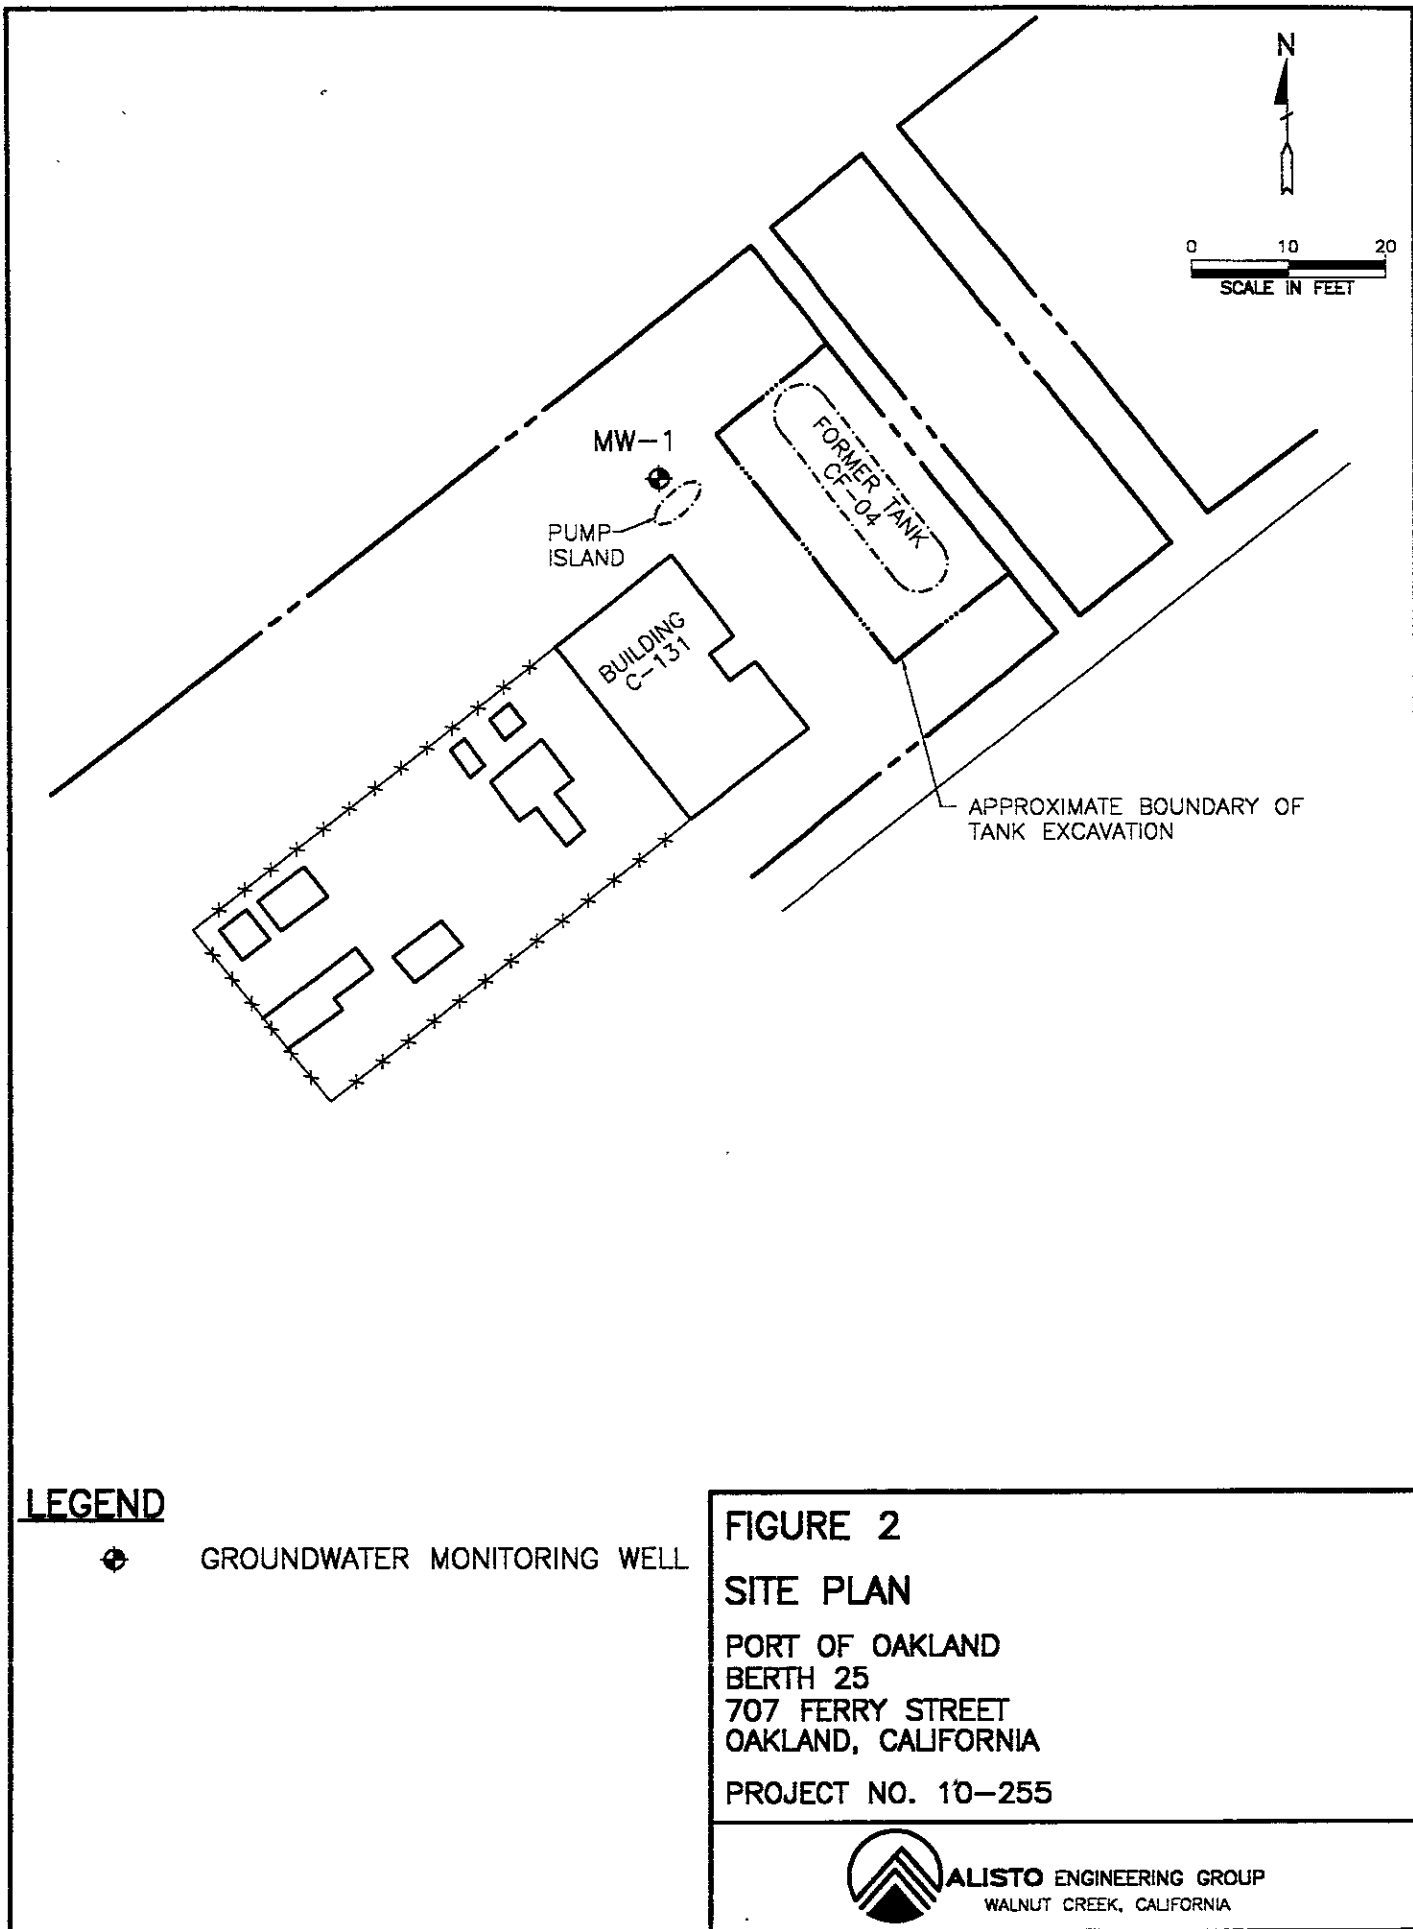 N
0 10 20
SCALE IN FEET
MW-1
PUMP
ISLAND
FORMER TANK
CF-04
BUILDING
C-131
APPROXIMATE BOUNDARY OF
TANK EXCAVATION
LEGEND
GROUNDWATER MONITORING WELL
FIGURE 2
SITE PLAN
PORT OF OAKLAND
BERTH 25
707 FERRY STREET
OAKLAND, CALIFORNIA
PROJECT NO. 10-255
ALISTO ENGINEERING GROUP
WALNUT CREEK, CALIFORNIA